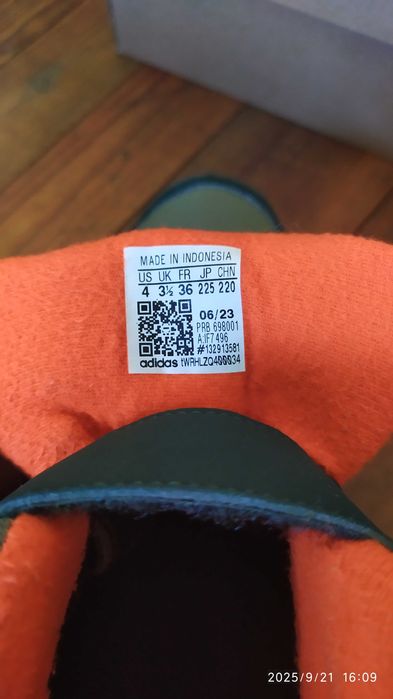 MADE IN INDONESIA
US UK FR JP CHN
4 3½ 36 225 220
06/23
PRB 698001
A:IF7496
#132913581
adidas
2025/9/21 16:09